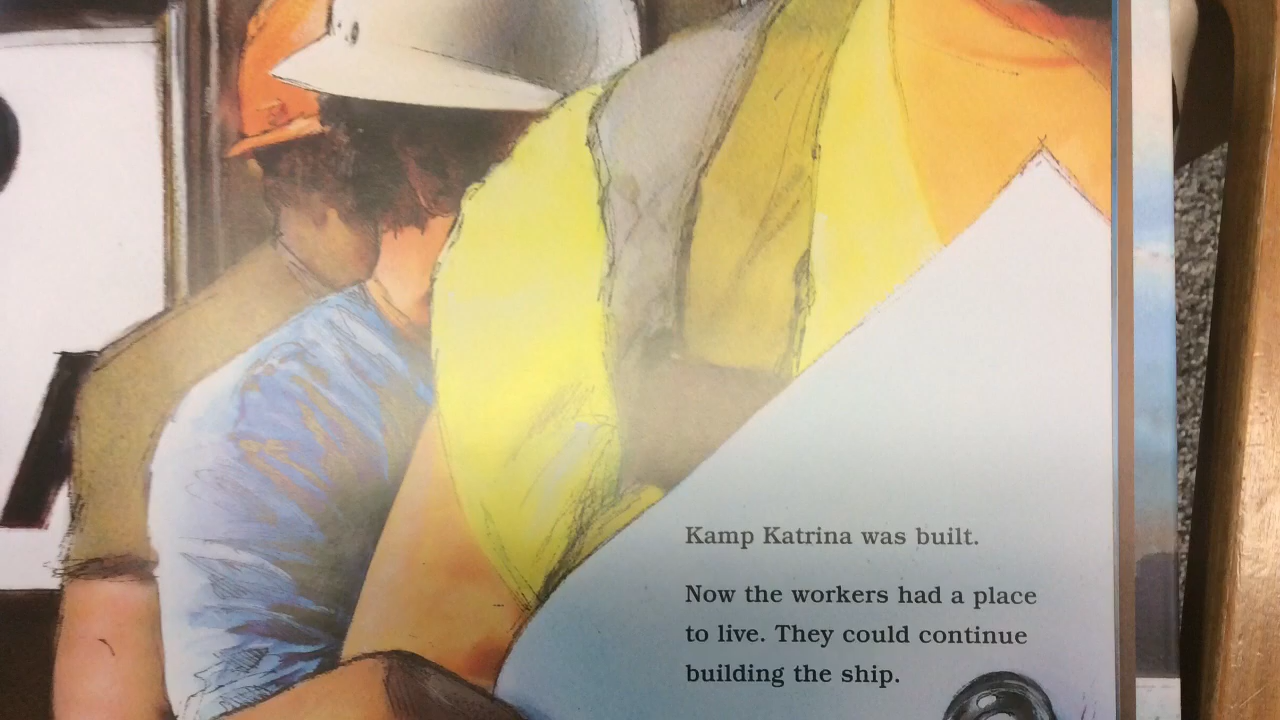 Kamp Katrina was built.
Now the workers had a place
to live. They could continue
building the ship.